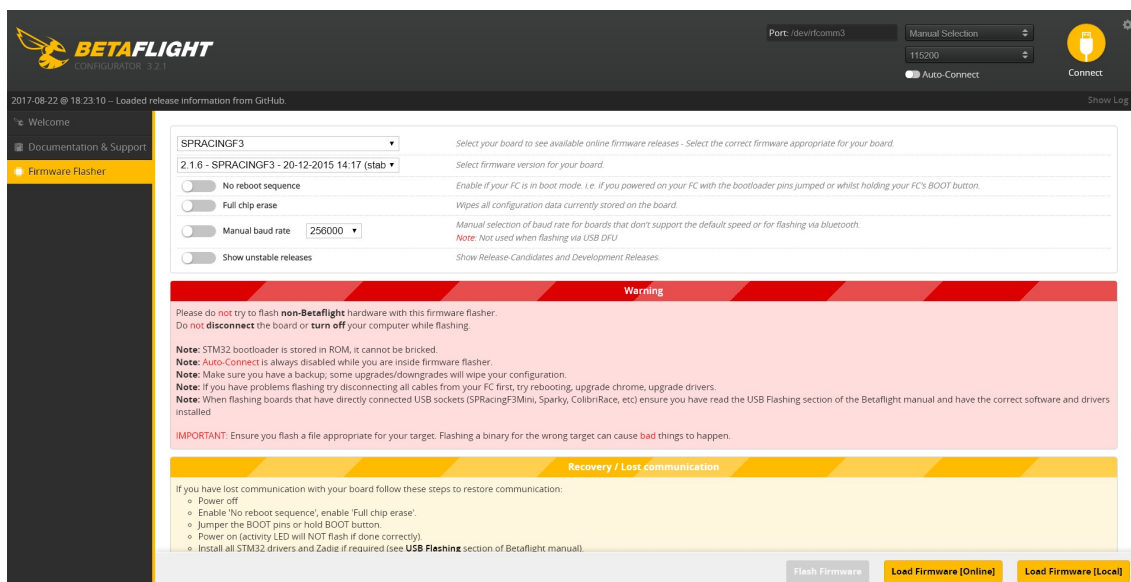 BETAFLIGHT
CONFIGURATOR 3.2.1
Port: /dev/rfcomm3
Manual Selection
115200
Auto-Connect
Connect
2017-08-22 @ 18:23:10 -- Loaded release information from GitHub.
Show Log
Welcome
Documentation & Support
Firmware Flasher
SPRACINGF3
Select your board to see available online firmware releases - Select the correct firmware appropriate for your board.
2.1.6 - SPRACINGF3 - 20-12-2015 14:17 (stab
Select firmware version for your board.
No reboot sequence
Enable if your FC is in boot mode. i.e. if you powered on your FC with the bootloader pins jumped or whilst holding your FC's BOOT button.
Full chip erase
Wipes all configuration data currently stored on the board.
Manual baud rate
256000
Manual selection of baud rate for boards that don't support the default speed or for flashing via bluetooth.
Note: Not used when flashing via USB DFU
Show unstable releases
Show Release-Candidates and Development Releases.
Warning
Please do not try to flash non-Betaflight hardware with this firmware flasher.
Do not disconnect the board or turn off your computer while flashing.
Note: STM32 bootloader is stored in ROM, it cannot be bricked.
Note: Auto-Connect is always disabled while you are inside firmware flasher.
Note: Make sure you have a backup; some upgrades/downgrades will wipe your configuration.
Note: If you have problems flashing try disconnecting all cables from your FC first, try rebooting, upgrade chrome, upgrade drivers.
Note: When flashing boards that have directly connected USB sockets (SPRacingF3Mini, Sparky, ColibriRace, etc) ensure you have read the USB Flashing section of the Betaflight manual and have the correct software and drivers
installed
IMPORTANT: Ensure you flash a file appropriate for your target. Flashing a binary for the wrong target can cause bad things to happen.
Recovery / Lost communication
If you have lost communication with your board follow these steps to restore communication:
Power off
Enable 'No reboot sequence', enable 'Full chip erase'.
Jumper the BOOT pins or hold BOOT button.
Power on (activity LED will NOT flash if done correctly).
Install all STM32 drivers and Zadig if required (see USB Flashing section of Betaflight manual).
Flash Firmware
Load Firmware [Online]
Load Firmware [Local]